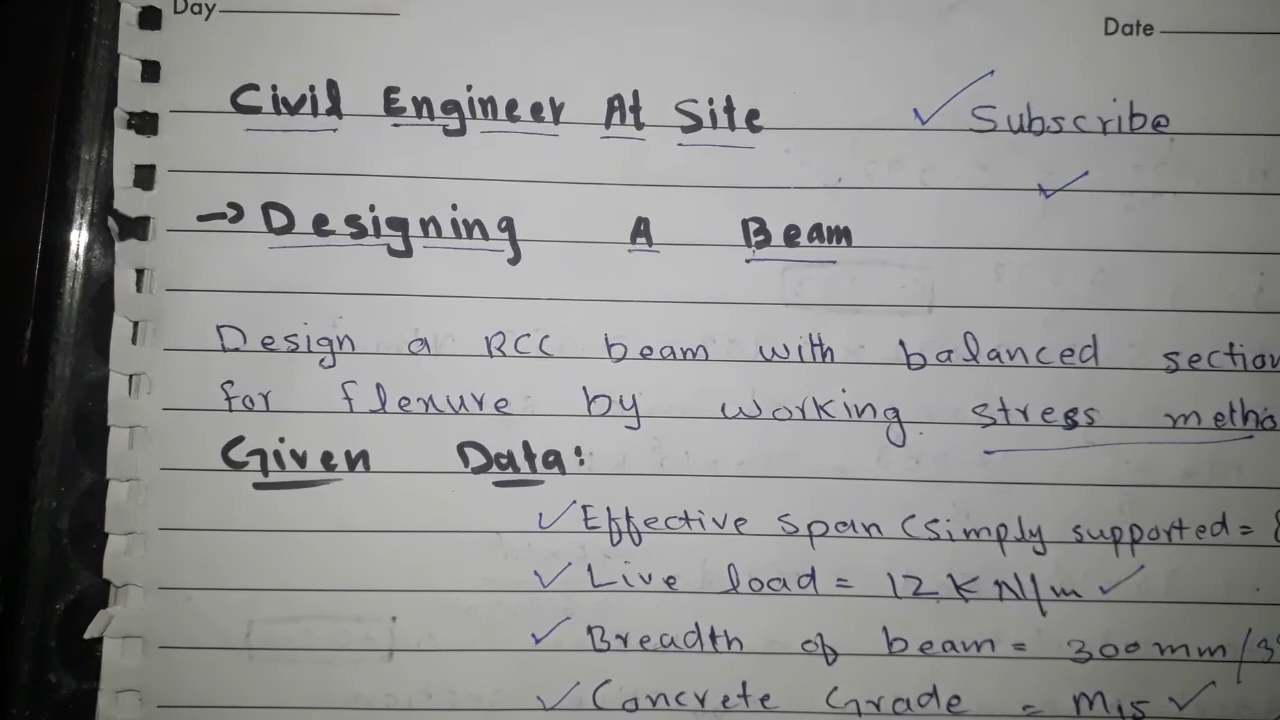 Day
Date
Civil Engineer At Site
✓ Subscribe
✓
→ Designing A Beam
Design a RCC beam with balanced section
for flexure by working stress metho
Given Data:
✓ Effective span (simply supported =
✓ Live load = 12 KN/m ✓
✓ Breadth of beam = 300mm/3
✓ Concrete Grade = M15 ✓